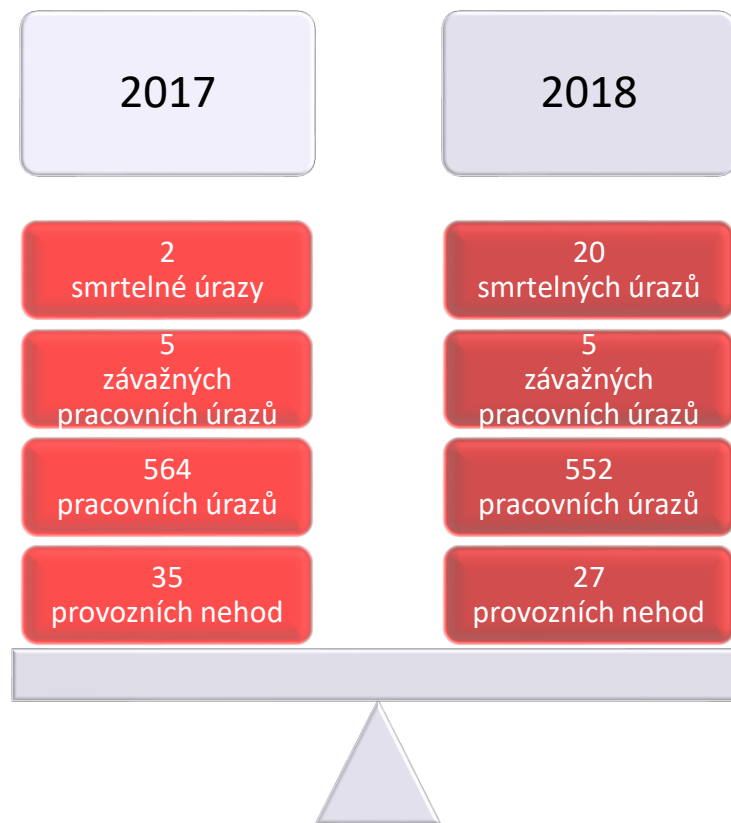 2017
2
smrtelné úrazy
5
závažných
pracovních úrazů
564
pracovních úrazů
35
provozních nehod
2018
20
smrtelných úrazů
5
závažných
pracovních úrazů
552
pracovních úrazů
27
provozních nehod